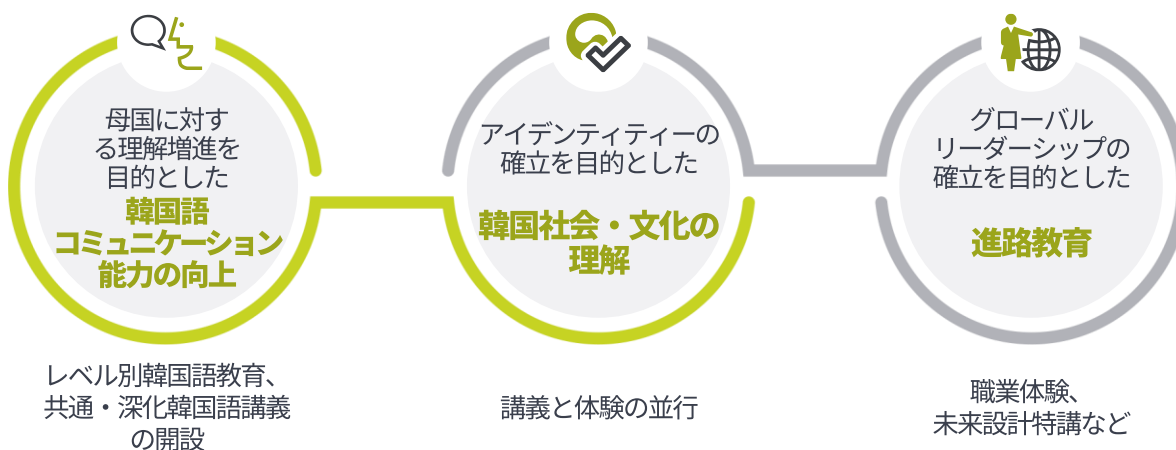 母国に対す
る理解増進を
目的とした
韓国語
コミュニケーション
能力の向上
レベル別韓国語教育、
共通・深化韓国語講義
の開設
アイデンティティーの
確立を目的とした
韓国社会・文化の
理解
講義と体験の並行
グローバル
リーダーシップの
確立を目的とした
進路教育
職業体験、
未来設計特講など